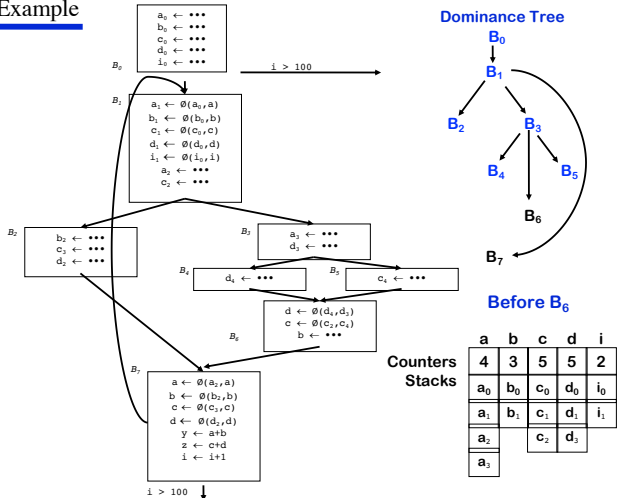 Example
a₀ ← •••
b₀ ← •••
c₀ ← •••
d₀ ← •••
i₀ ← •••
B₀
i > 100
B₁
a₁ ← Ø(a₀,a)
b₁ ← Ø(b₀,b)
c₁ ← Ø(c₀,c)
d₁ ← Ø(d₀,d)
i₁ ← Ø(i₀,i)
a₂ ← •••
c₂ ← •••
B₂
b₂ ← •••
c₃ ← •••
d₂ ← •••
B₃
a₃ ← •••
d₃ ← •••
B₄
d₄ ← •••
B₅
c₄ ← •••
d ← Ø(d₄,d₃)
c ← Ø(c₂,c₄)
b ← •••
B₆
B₇
a ← Ø(a₂,a)
b ← Ø(b₂,b)
c ← Ø(c₃,c)
d ← Ø(d₂,d)
y ← a+b
z ← c+d
i ← i+1
i > 100
Dominance Tree
B₀
B₁
B₂ B₃
B₄ B₅
B₆
B₇
Before B₆
a b c d i
Counters 4 3 5 5 2
Stacks a₀ b₀ c₀ d₀ i₀
a₁ b₁ c₁ d₁ i₁
a₂ c₂ d₃
a₃